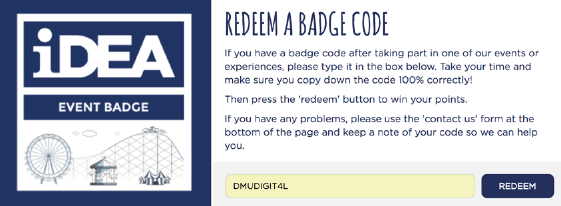 iDEA
EVENT BADGE
REDEEM A BADGE CODE
If you have a badge code after taking part in one of our events or
experiences, please type it in the box below. Take your time and
make sure you copy down the code 100% correctly!
Then press the 'redeem' button to win your points.
If you have any problems, please use the 'contact us' form at the
bottom of the page and keep a note of your code so we can help
you.
DMUDIGIT4L
REDEEM